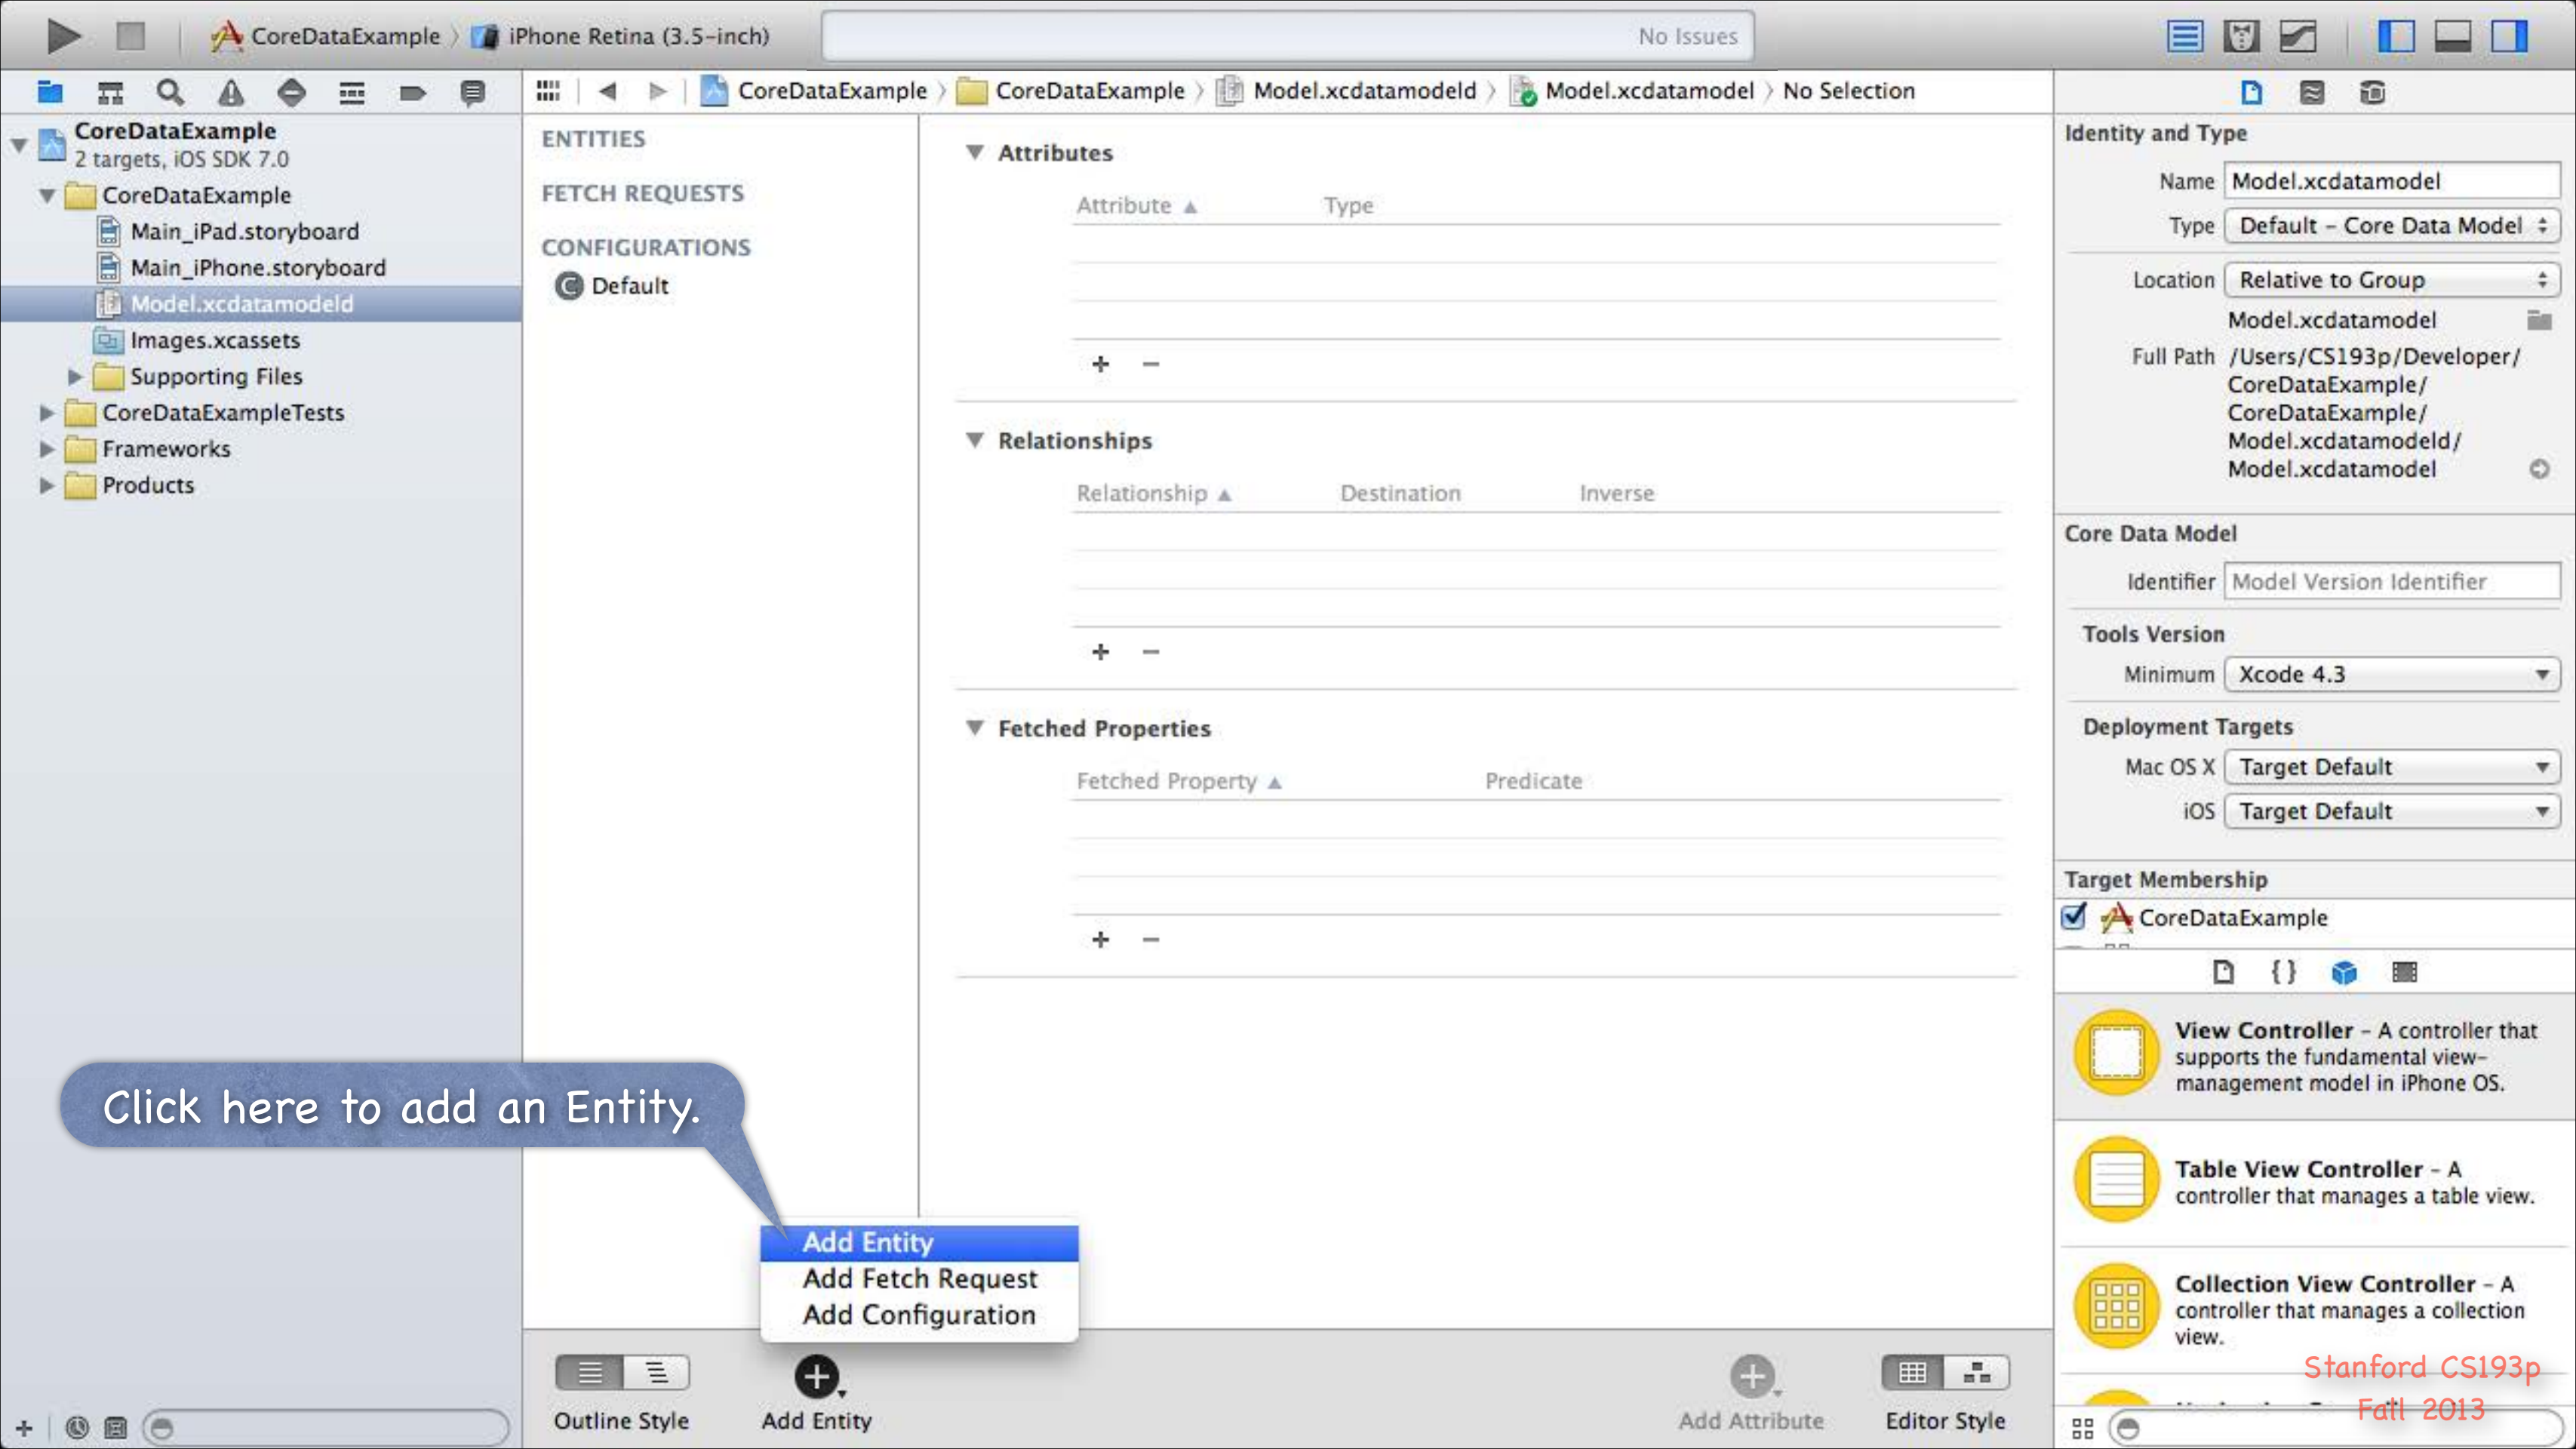 CoreDataExample 〉 iPhone Retina (3.5-inch)
No Issues
CoreDataExample 〉 CoreDataExample 〉 Model.xcdatamodeld 〉 Model.xcdatamodel 〉 No Selection
CoreDataExample
2 targets, iOS SDK 7.0
CoreDataExample
Main_iPad.storyboard
Main_iPhone.storyboard
Model.xcdatamodeld
Images.xcassets
Supporting Files
CoreDataExampleTests
Frameworks
Products
ENTITIES
FETCH REQUESTS
CONFIGURATIONS
C Default
Attributes
Attribute Type
Relationships
Relationship Destination Inverse
Fetched Properties
Fetched Property Predicate
Click here to add an Entity.
Add Entity
Add Fetch Request
Add Configuration
Outline Style
Add Entity
Add Attribute
Editor Style
Identity and Type
Name Model.xcdatamodel
Type Default – Core Data Model
Location Relative to Group
Model.xcdatamodel
Full Path /Users/CS193p/Developer/
CoreDataExample/
CoreDataExample/
Model.xcdatamodeld/
Model.xcdatamodel
Core Data Model
Identifier Model Version Identifier
Tools Version
Minimum Xcode 4.3
Deployment Targets
Mac OS X Target Default
iOS Target Default
Target Membership
CoreDataExample
{}
View Controller – A controller that
supports the fundamental view-
management model in iPhone OS.
Table View Controller – A
controller that manages a table view.
Collection View Controller – A
controller that manages a collection
view.
Stanford CS193p
Fall 2013